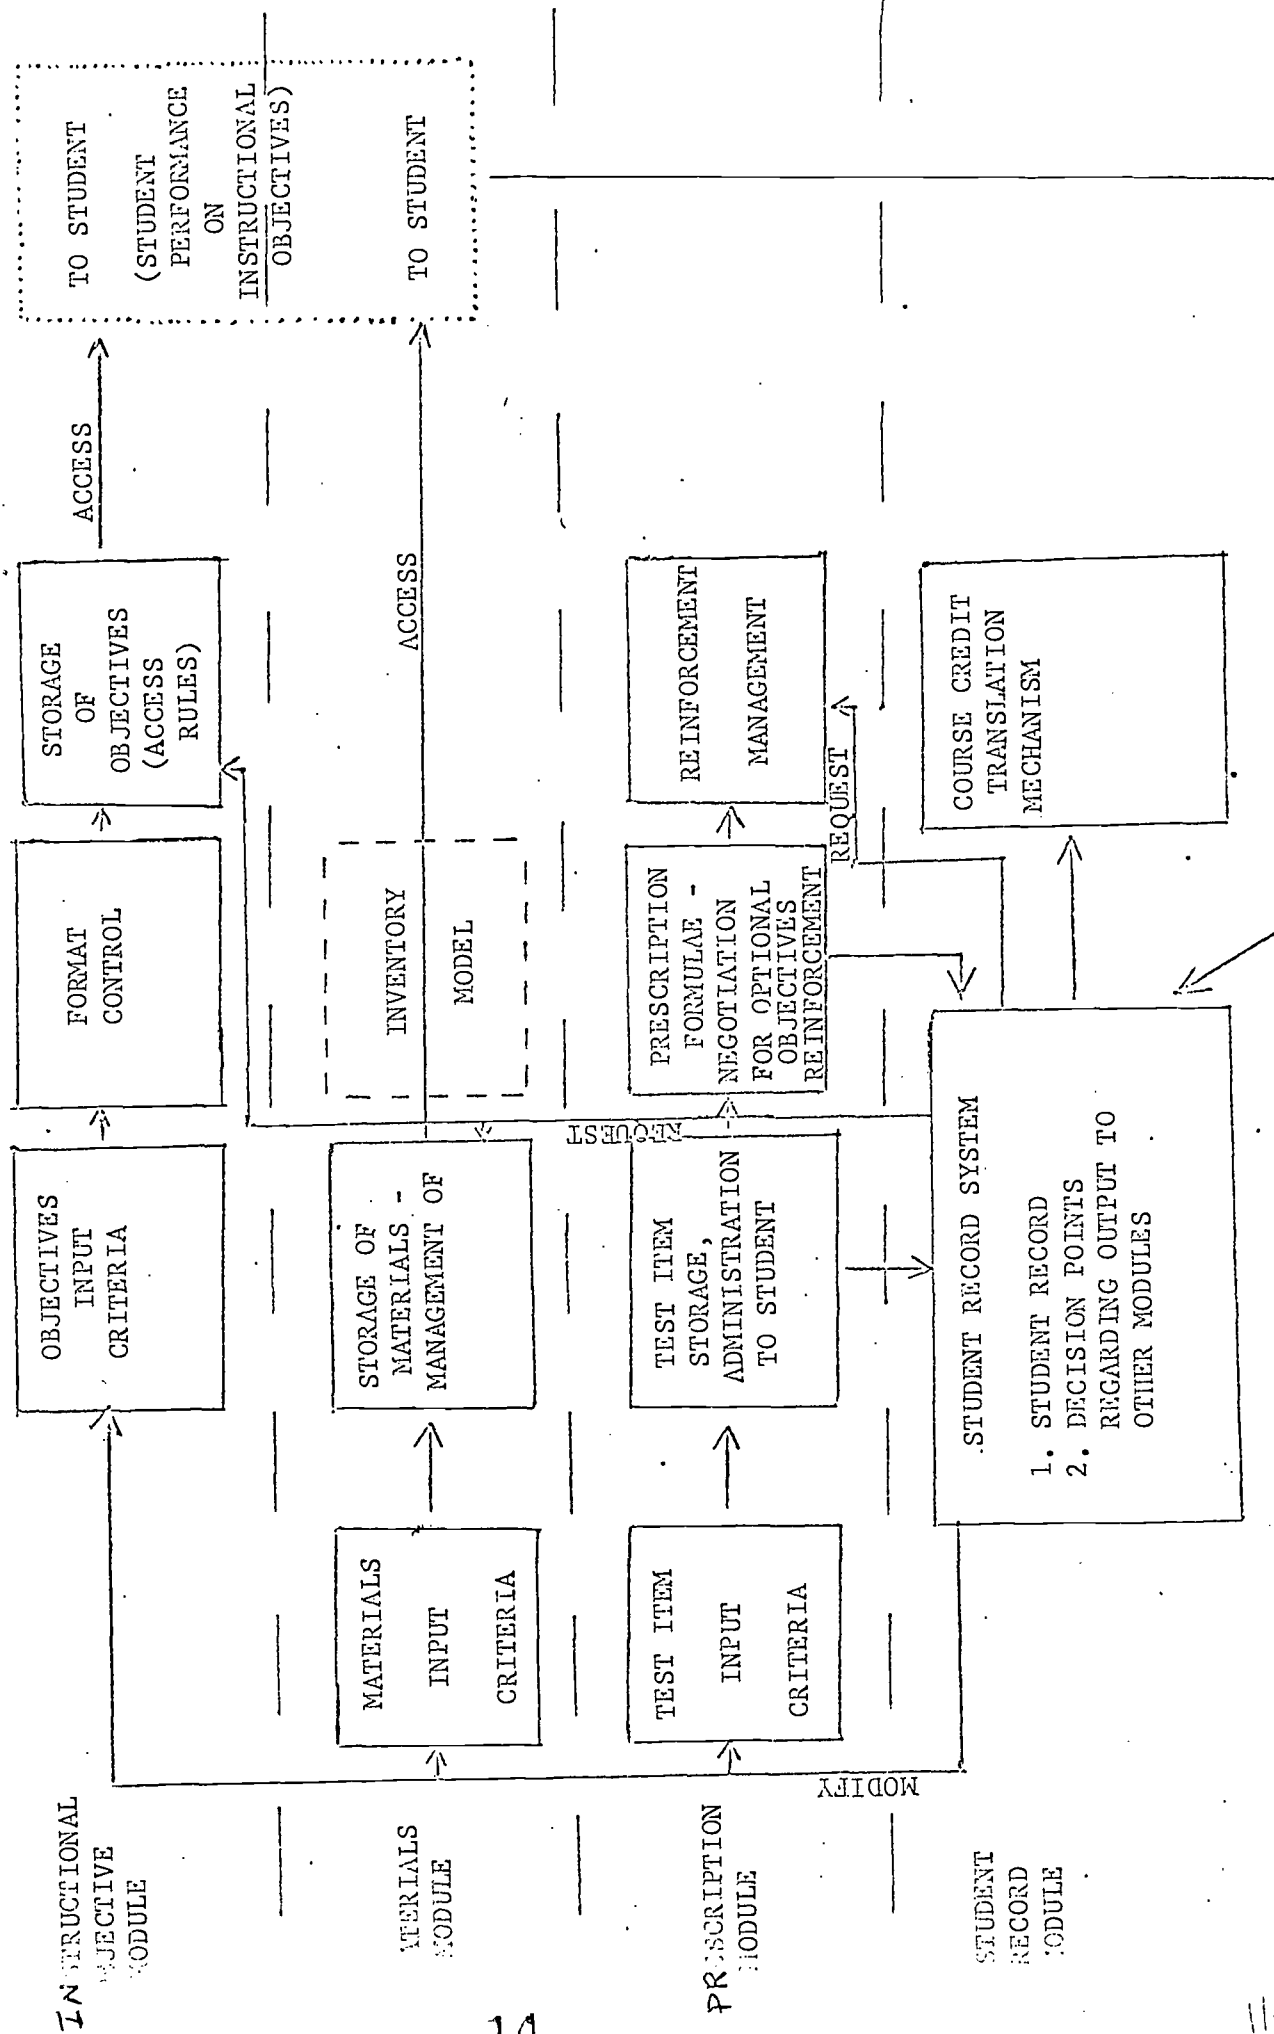 INSTRUCTIONAL
JECTIVE
MODULE
OBJECTIVES
INPUT
CRITERIA
FORMAT
CONTROL
STORAGE
OF
OBJECTIVES
(ACCESS
RULES)
ACCESS
TO STUDENT
(STUDENT
PERFORMANCE
ON
INSTRUCTIONAL
OBJECTIVES)
TO STUDENT
TERIALS
MODULE
MATERIALS
INPUT
CRITERIA
STORAGE OF
MATERIALS -
MANAGEMENT OF
INVENTORY
MODEL
ACCESS
PRESCRIPTION
MODULE
TEST ITEM
INPUT
CRITERIA
TEST ITEM
STORAGE,
ADMINISTRATION
TO STUDENT
REQUEST
PRESCRIPTION
FORMULAE -
NEGOTIATION
FOR OPTIONAL
OBJECTIVES
REINFORCEMENT
REINFORCEMENT
MANAGEMENT
REQUEST
MODIFY
STUDENT
RECORD
MODULE
STUDENT RECORD SYSTEM
1. STUDENT RECORD
2. DECISION POINTS
REGARDING OUTPUT TO
OTHER MODULES
COURSE CREDIT
TRANSLATION
MECHANISM
14